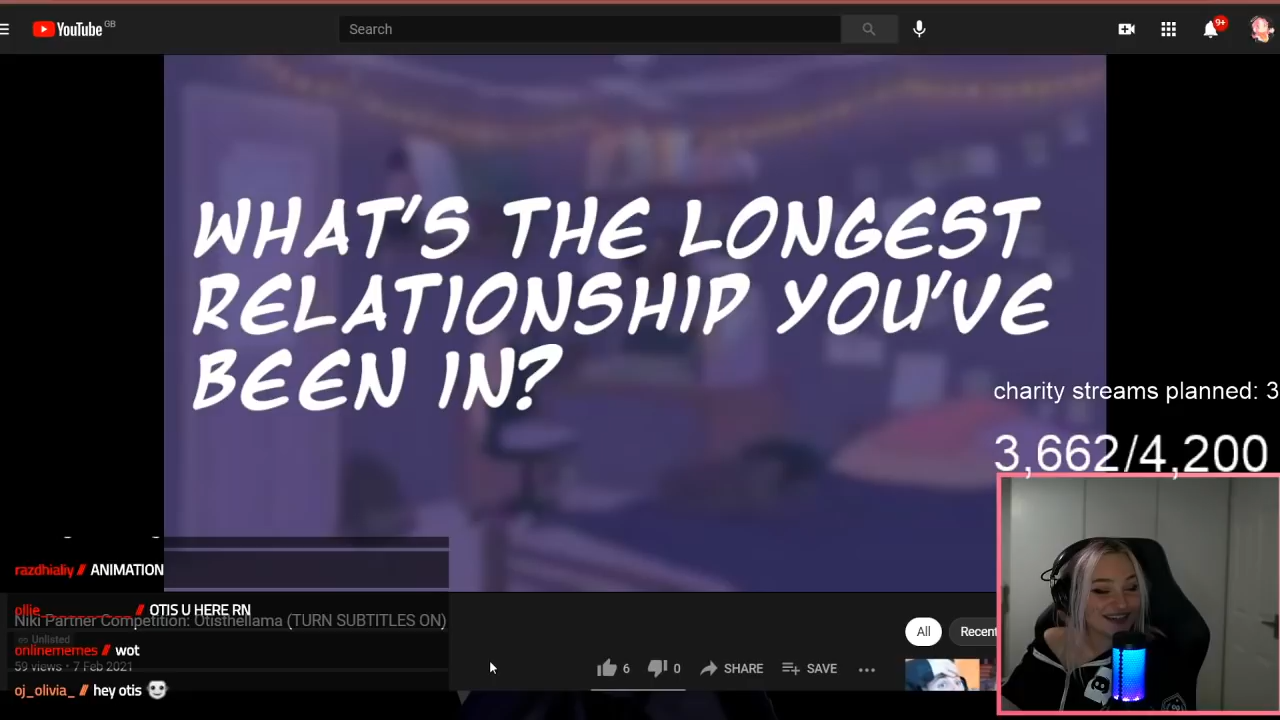 YouTube GB
Search
9+
WHAT'S THE LONGEST
RELATIONSHIP YOU'VE
BEEN IN?
charity streams planned: 3
3,662/4,200
razdhialiy // ANIMATION
ollie__________ // OTIS U HERE RN
Niki Partner Competition: Otisthellama (TURN SUBTITLES ON)
Unlisted
onlinememes // wot
59 views • 7 Feb 2021
oj_olivia_ // hey otis
6
0
SHARE
SAVE
All
Recent